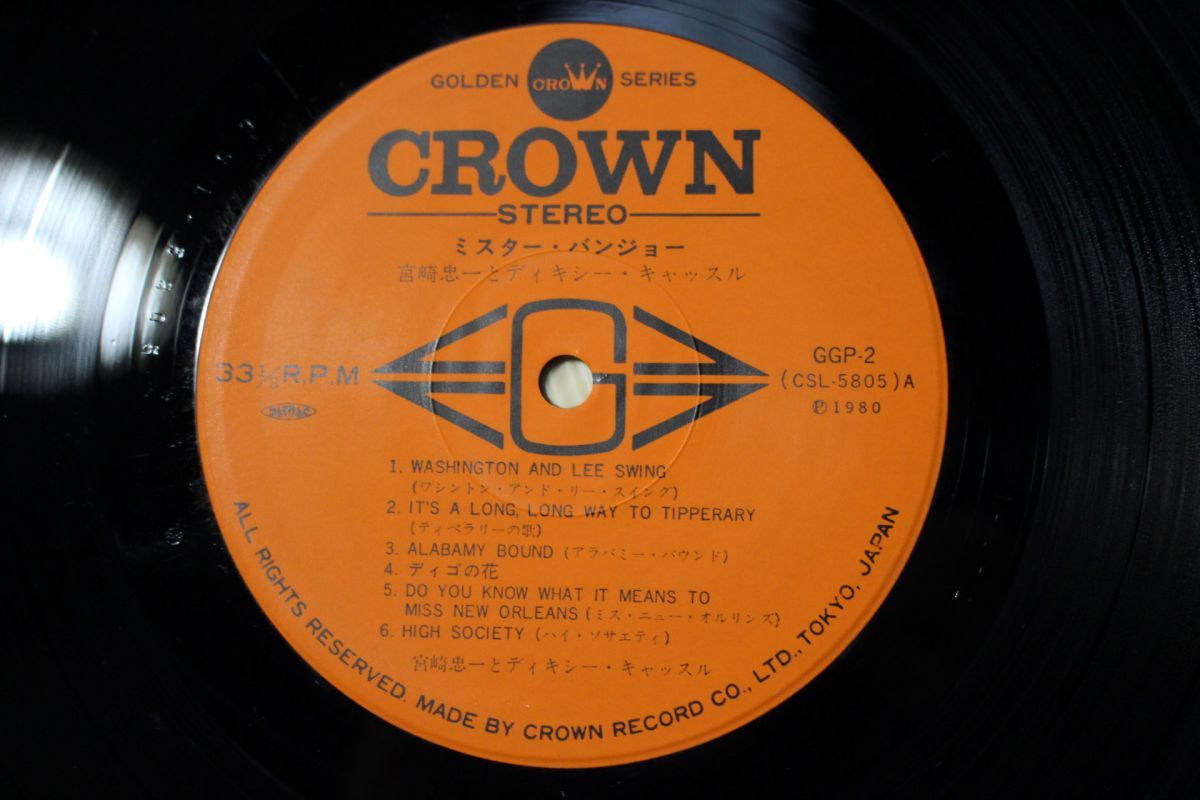 GOLDEN CROWN SERIES
CROWN
STEREO
ミスター・バンジョー
宮崎忠一とディキシー・キャッスル
33 1/3 R.P.M
G
GGP-2
(CSL-5805) A
Ⓟ 1980
1. WASHINGTON AND LEE SWING
(ワシントン・アンド・リー・スイング)
2. IT'S A LONG, LONG WAY TO TIPPERARY
(ティペラリーの歌)
3. ALABAMY BOUND (アラバミー・バウンド)
4. ディゴの花
5. DO YOU KNOW WHAT IT MEANS TO
MISS NEW ORLEANS (ミス・ニュー・オルリンズ)
6. HIGH SOCIETY (ハイ・ソサエティ)
宮崎忠一とディキシー・キャッスル
ALL RIGHTS RESERVED. MADE BY CROWN RECORD CO., LTD., TOKYO, JAPAN